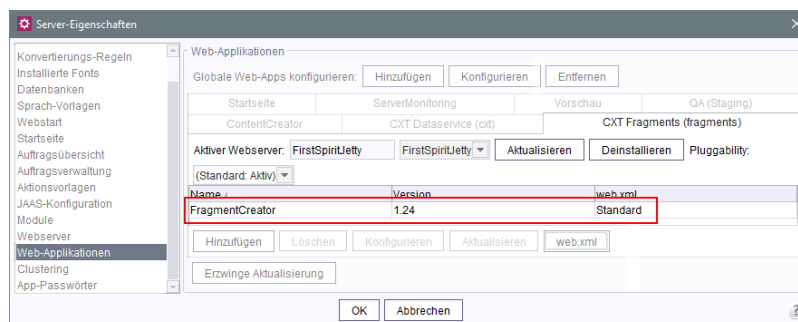 Server-Eigenschaften
Konvertierungs-Regeln
Installierte Fonts
Datenbanken
Sprach-Vorlagen
Webstart
Startseite
Auftragsübersicht
Auftragsverwaltung
Aktionsvorlagen
JAAS-Konfiguration
Module
Webserver
Web-Applikationen
Clustering
App-Passwörter
Web-Applikationen
Globale Web-Apps konfigurieren: Hinzufügen Konfigurieren Entfernen
Startseite ServerMonitoring Vorschau QA (Staging)
ContentCreator CXT Dataservice (cxt) CXT Fragments (fragments)
Aktiver Webserver: FirstSpiritJetty FirstSpiritJetty Aktualisieren Deinstallieren Pluggability:
(Standard: Aktiv)
Name Version web.xml
FragmentCreator 1.24 Standard
Hinzufügen Löschen Konfigurieren Aktualisieren web.xml
Erzwinge Aktualisierung
OK Abbrechen
?